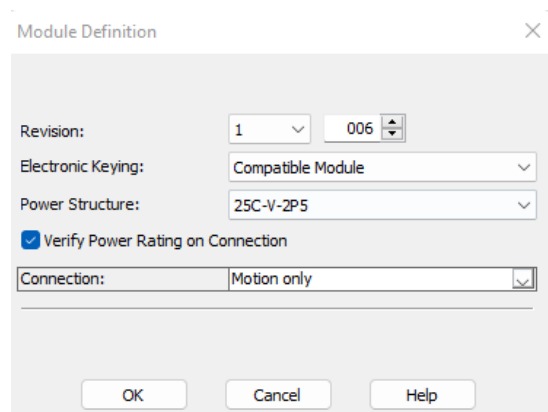 Module Definition
Revision: 1 006
Electronic Keying: Compatible Module
Power Structure: 25C-V-2P5
Verify Power Rating on Connection
Connection: Motion only
OK Cancel Help